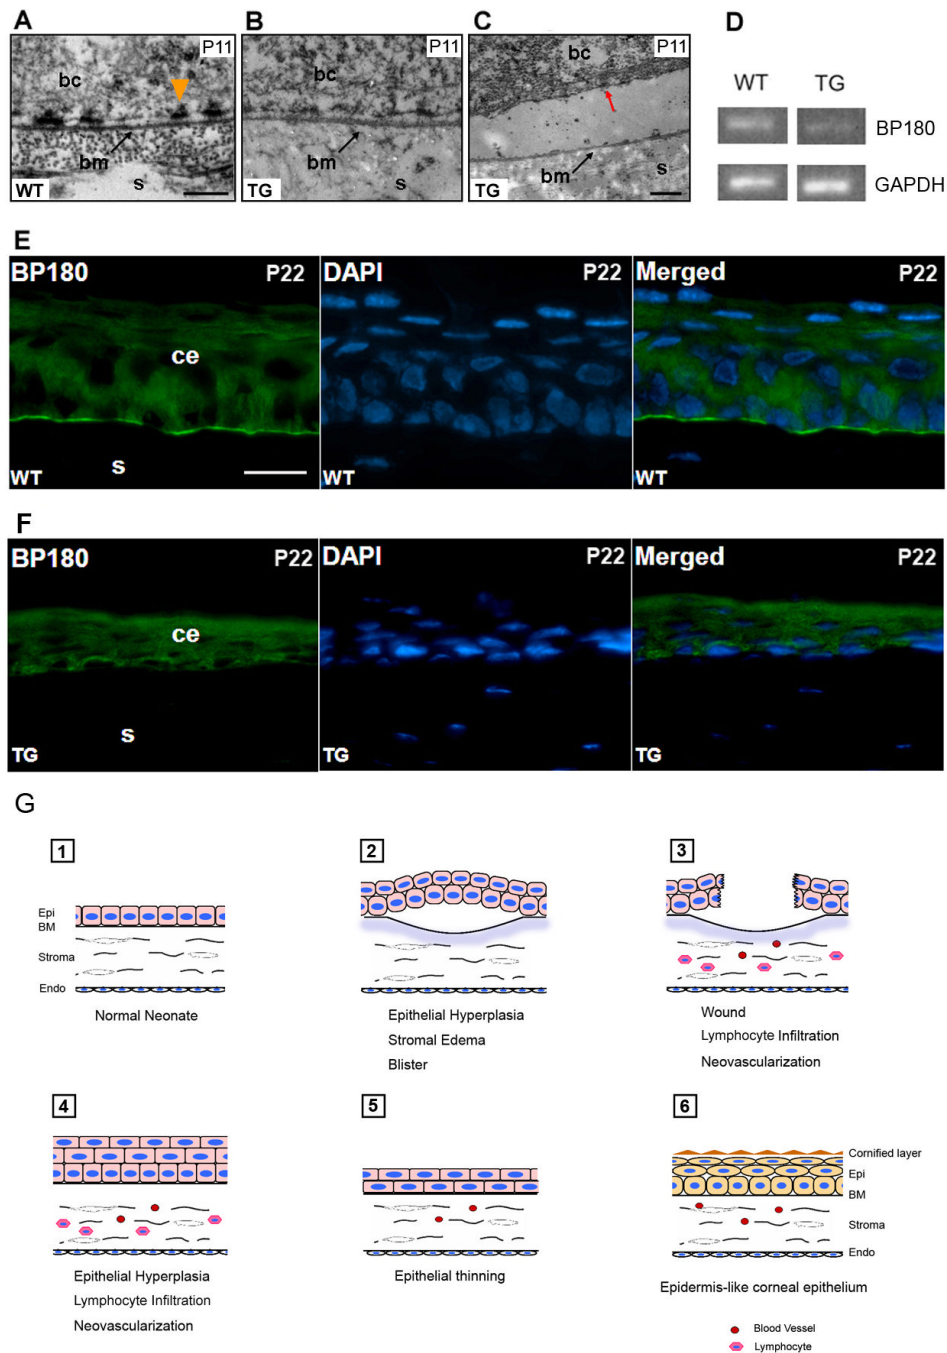 A
B
C
D
P11
bc
bm
s
WT
P11
bc
bm
s
TG
P11
bc
bm
s
TG
WT TG
BP180
GAPDH
E
BP180 P22
ce
s
WT
DAPI P22
WT
Merged P22
WT
F
BP180 P22
ce
s
TG
DAPI P22
TG
Merged P22
TG
G
1
Epi
BM
Stroma
Endo
Normal Neonate
2
Epithelial Hyperplasia
Stromal Edema
Blister
3
Wound
Lymphocyte Infiltration
Neovascularization
4
Epithelial Hyperplasia
Lymphocyte Infiltration
Neovascularization
5
Epithelial thinning
6
Cornified layer
Epi
BM
Stroma
Endo
Epidermis-like corneal epithelium
Blood Vessel
Lymphocyte